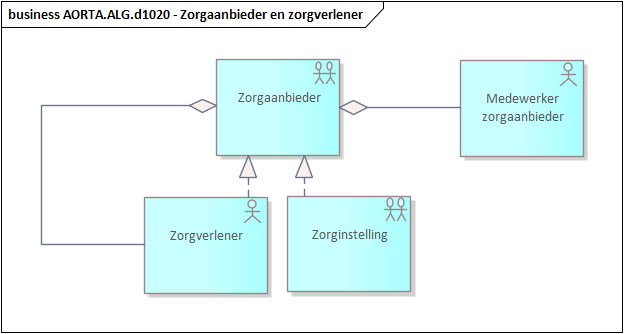 business AORTA.ALG.d1020 - Zorgaanbieder en zorgverlener
Zorgaanbieder
Medewerker
zorgaanbieder
Zorgverlener
Zorginstelling